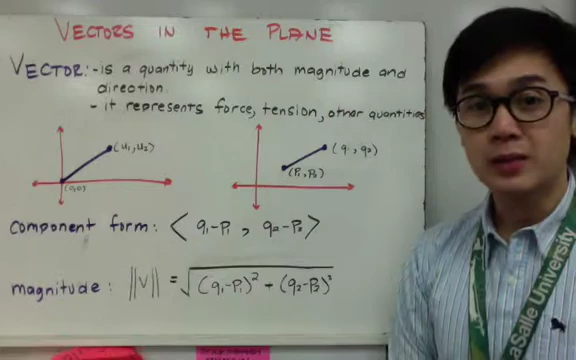 VECTORS IN THE PLANE
VECTOR: - is a quantity with both magnitude and
direction.
- it represents force, tension, other quantities
(u₁, u₂)
(0,0)
(q₁, q₂)
(p₁, p₂)
component form: ⟨ q₁-p₁ , q₂-p₂ ⟩
magnitude: ||V|| = √(q₁-p₁)² + (q₂-p₂)²
LaSalle University